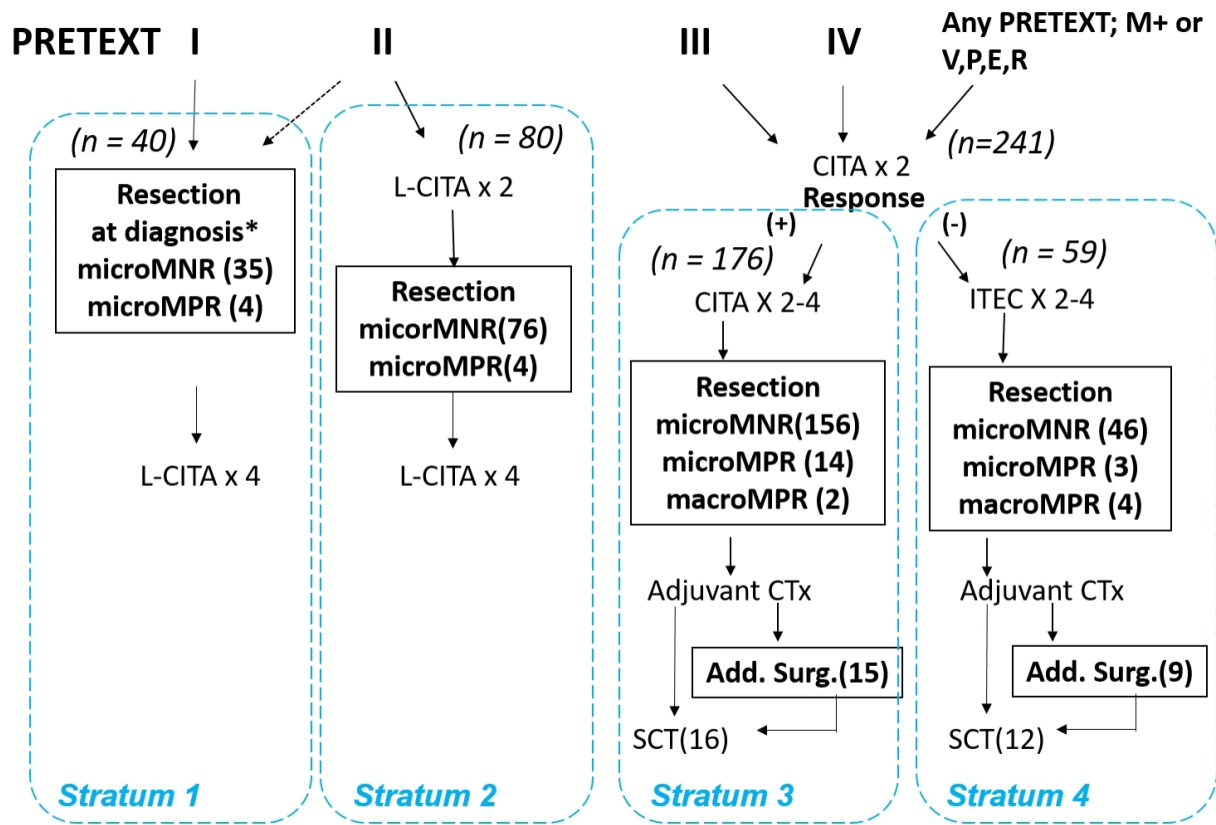 PRETEXT I
II
III
IV
Any PRETEXT; M+ or
V,P,E,R
(n = 40)
Resection
at diagnosis*
microMNR (35)
microMPR (4)
L-CITA x 4
Stratum 1
(n = 80)
L-CITA x 2
Resection
micorMNR(76)
microMPR(4)
L-CITA x 4
Stratum 2
(n=241)
CITA x 2
Response
(+)
(-)
(n = 176)
CITA X 2-4
Resection
microMNR(156)
microMPR (14)
macroMPR (2)
Adjuvant CTx
Add. Surg.(15)
SCT(16)
Stratum 3
(n = 59)
ITEC X 2-4
Resection
microMNR (46)
microMPR (3)
macroMPR (4)
Adjuvant CTx
Add. Surg.(9)
SCT(12)
Stratum 4